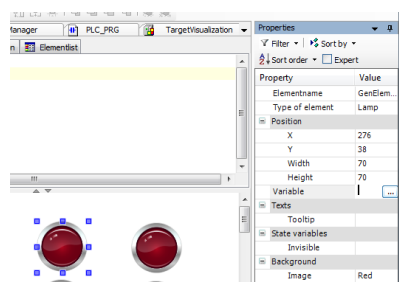 Manager PLC_PRG TargetVisualization
n Elementlist
Properties
Filter Sort by
Sort order Expert
Property Value
Elementname GenElem...
Type of element Lamp
Position
X 276
Y 38
Width 70
Height 70
Variable ...
Texts
Tooltip
State variables
Invisible
Background
Image Red